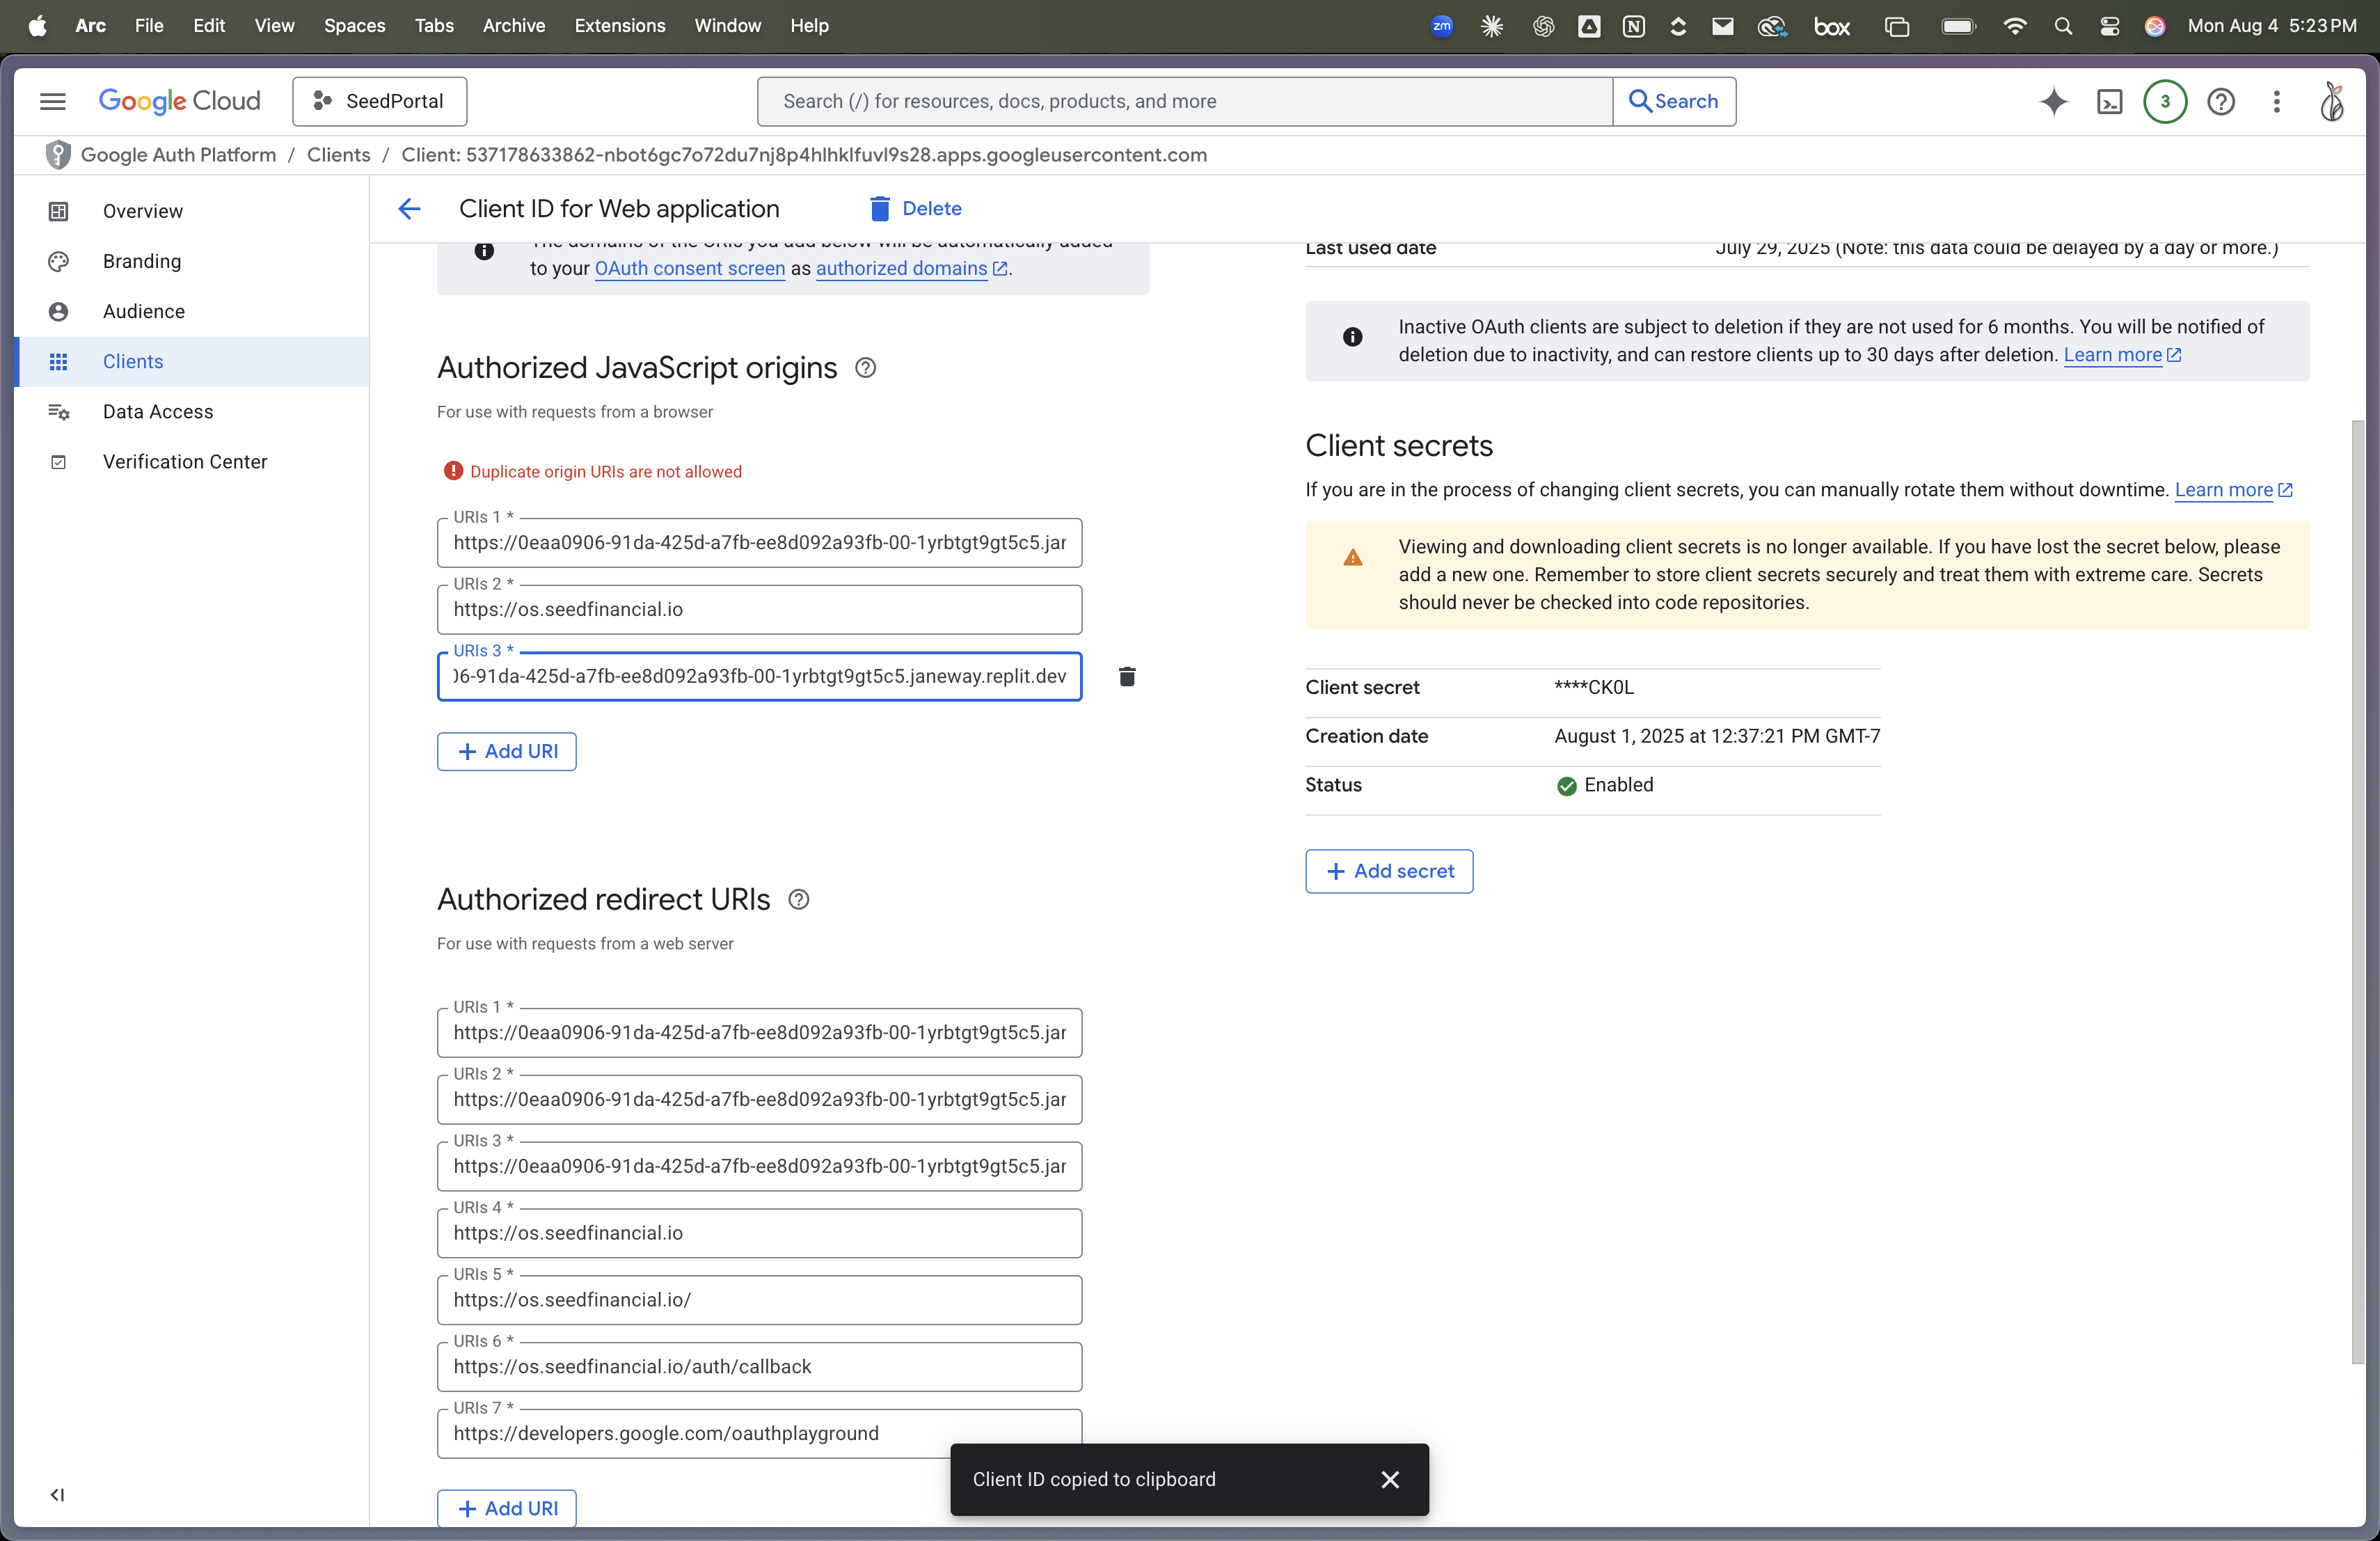 Arc File Edit View Spaces Tabs Archive Extensions Window Help zm N box Mon Aug 4 5:23 PM
Google Cloud SeedPortal Search (/) for resources, docs, products, and more Search 3
Google Auth Platform / Clients / Client: 537178633862-nbot6gc7o72du7nj8p4hlhklfuvl9s28.apps.googleusercontent.com
Overview
Branding
Audience
Clients
Data Access
Verification Center
Client ID for Web application Delete
The domains of the URIs you add below will be automatically added
to your OAuth consent screen as authorized domains.
Authorized JavaScript origins
For use with requests from a browser
Duplicate origin URIs are not allowed
URIs 1 *
https://0eaa0906-91da-425d-a7fb-ee8d092a93fb-00-1yrbtgt9gt5c5.jar
URIs 2 *
https://os.seedfinancial.io
URIs 3 *
06-91da-425d-a7fb-ee8d092a93fb-00-1yrbtgt9gt5c5.janeway.replit.dev
+ Add URI
Authorized redirect URIs
For use with requests from a web server
URIs 1 *
https://0eaa0906-91da-425d-a7fb-ee8d092a93fb-00-1yrbtgt9gt5c5.jar
URIs 2 *
https://0eaa0906-91da-425d-a7fb-ee8d092a93fb-00-1yrbtgt9gt5c5.jar
URIs 3 *
https://0eaa0906-91da-425d-a7fb-ee8d092a93fb-00-1yrbtgt9gt5c5.jar
URIs 4 *
https://os.seedfinancial.io
URIs 5 *
https://os.seedfinancial.io/
URIs 6 *
https://os.seedfinancial.io/auth/callback
URIs 7 *
https://developers.google.com/oauthplayground
+ Add URI
Last used date July 29, 2025 (Note: this data could be delayed by a day or more.)
Inactive OAuth clients are subject to deletion if they are not used for 6 months. You will be notified of
deletion due to inactivity, and can restore clients up to 30 days after deletion. Learn more
Client secrets
If you are in the process of changing client secrets, you can manually rotate them without downtime. Learn more
Viewing and downloading client secrets is no longer available. If you have lost the secret below, please
add a new one. Remember to store client secrets securely and treat them with extreme care. Secrets
should never be checked into code repositories.
Client secret ****CK0L
Creation date August 1, 2025 at 12:37:21 PM GMT-7
Status Enabled
+ Add secret
Client ID copied to clipboard